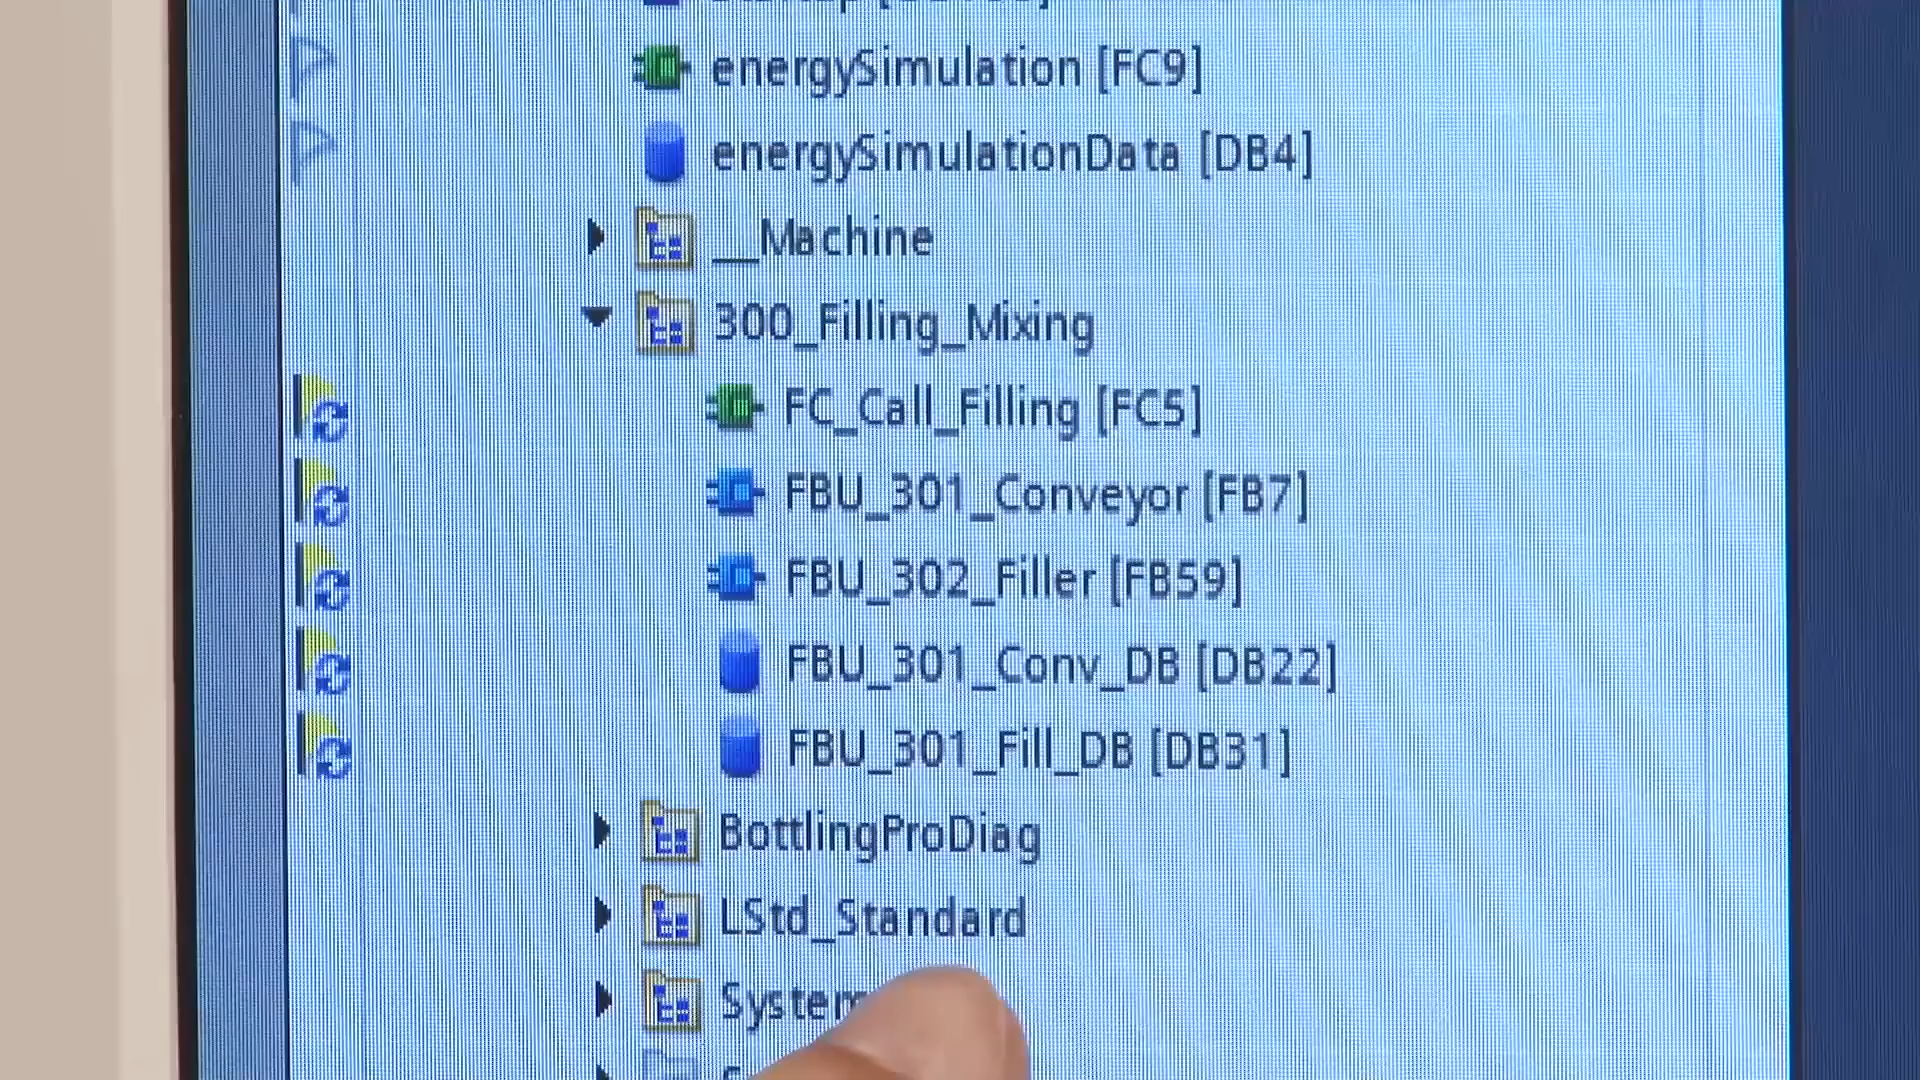 energySimulation [FC9]
energySimulationData [DB4]
__Machine
300_Filling_Mixing
FC_Call_Filling [FC5]
FBU_301_Conveyor [FB7]
FBU_302_Filler [FB59]
FBU_301_Conv_DB [DB22]
FBU_301_Fill_DB [DB31]
BottlingProDiag
LStd_Standard